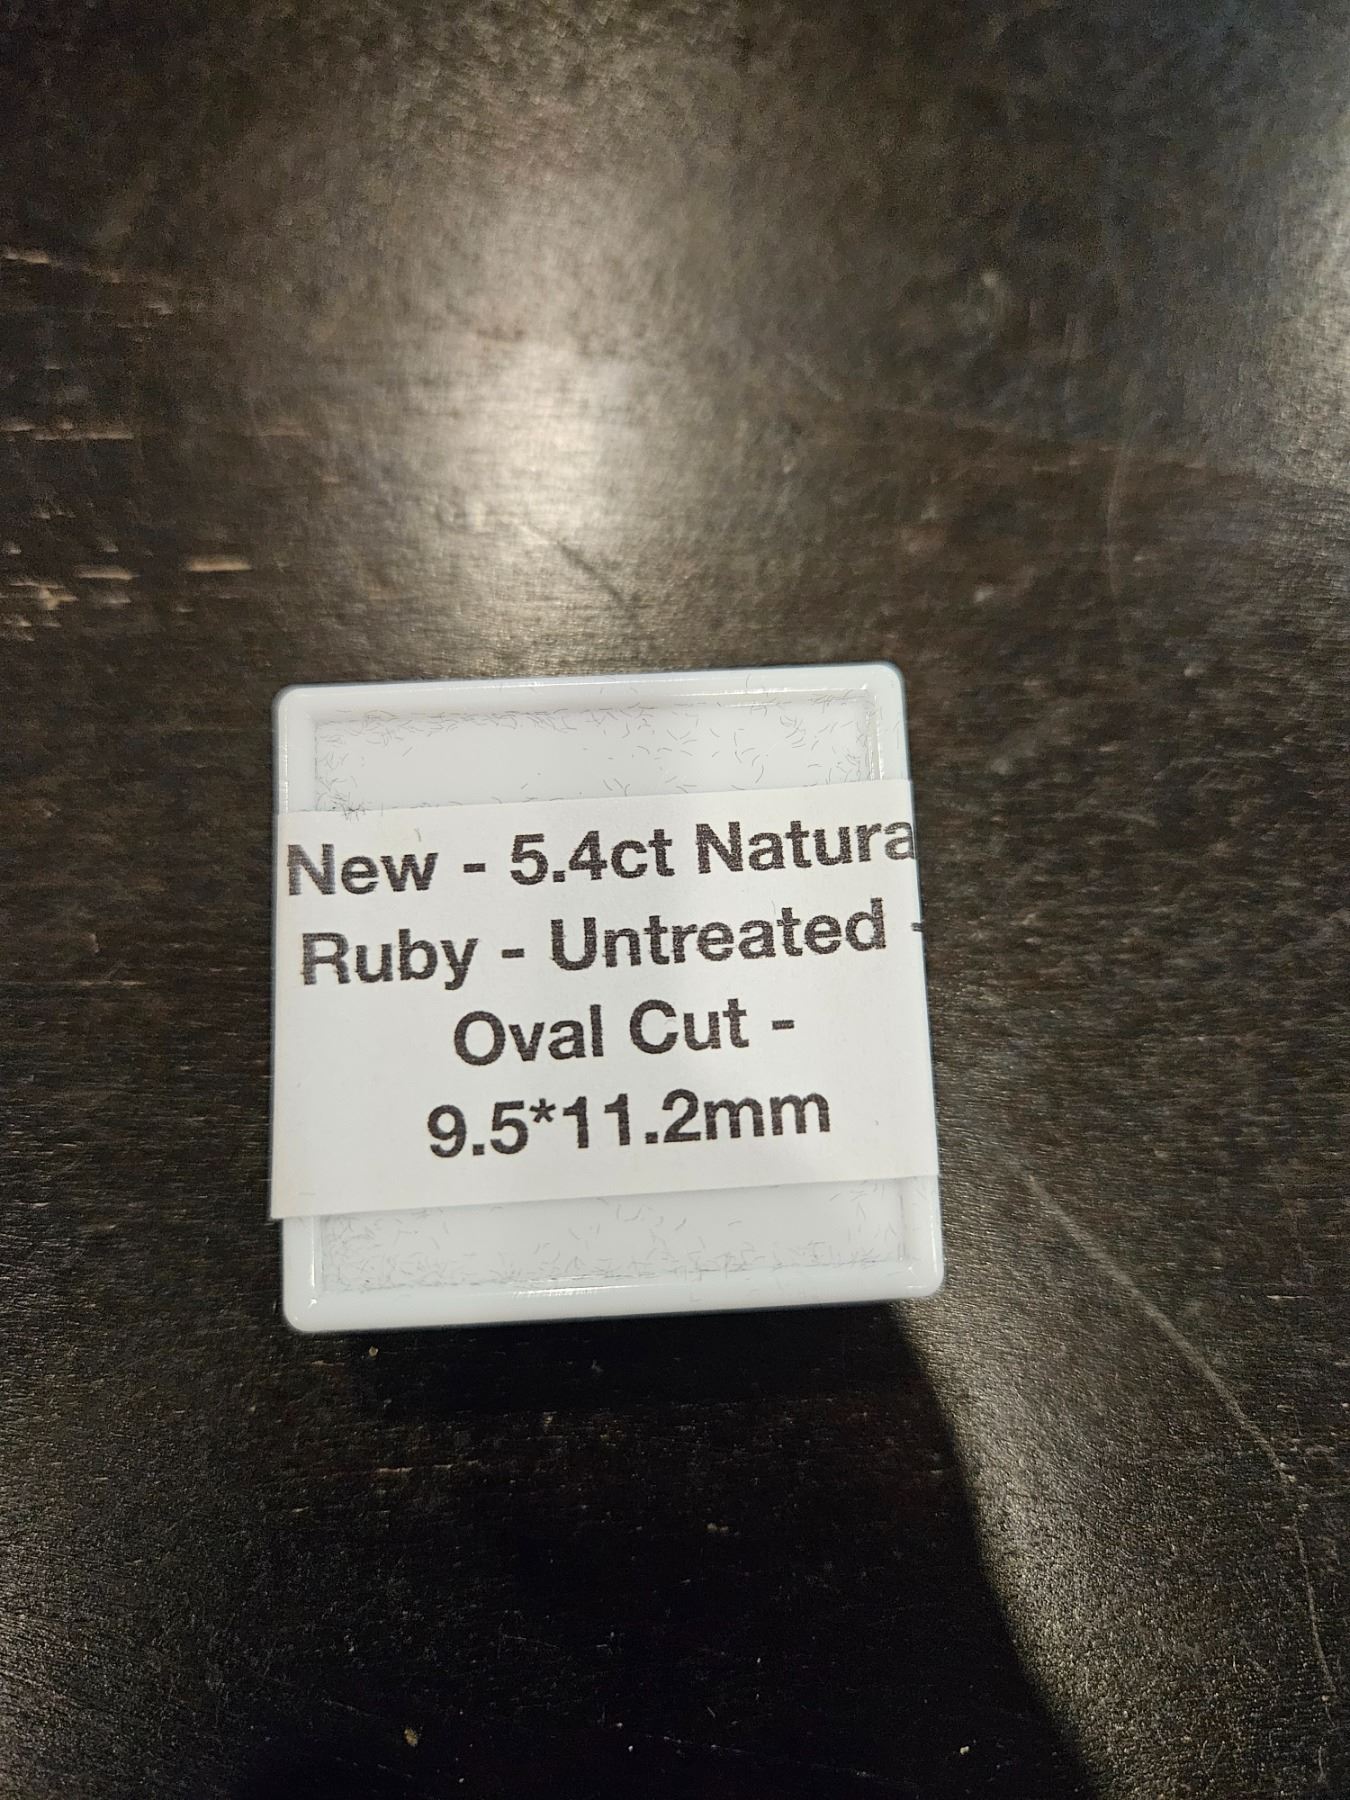 New - 5.4ct Natura
Ruby - Untreated -
Oval Cut -
9.5*11.2mm